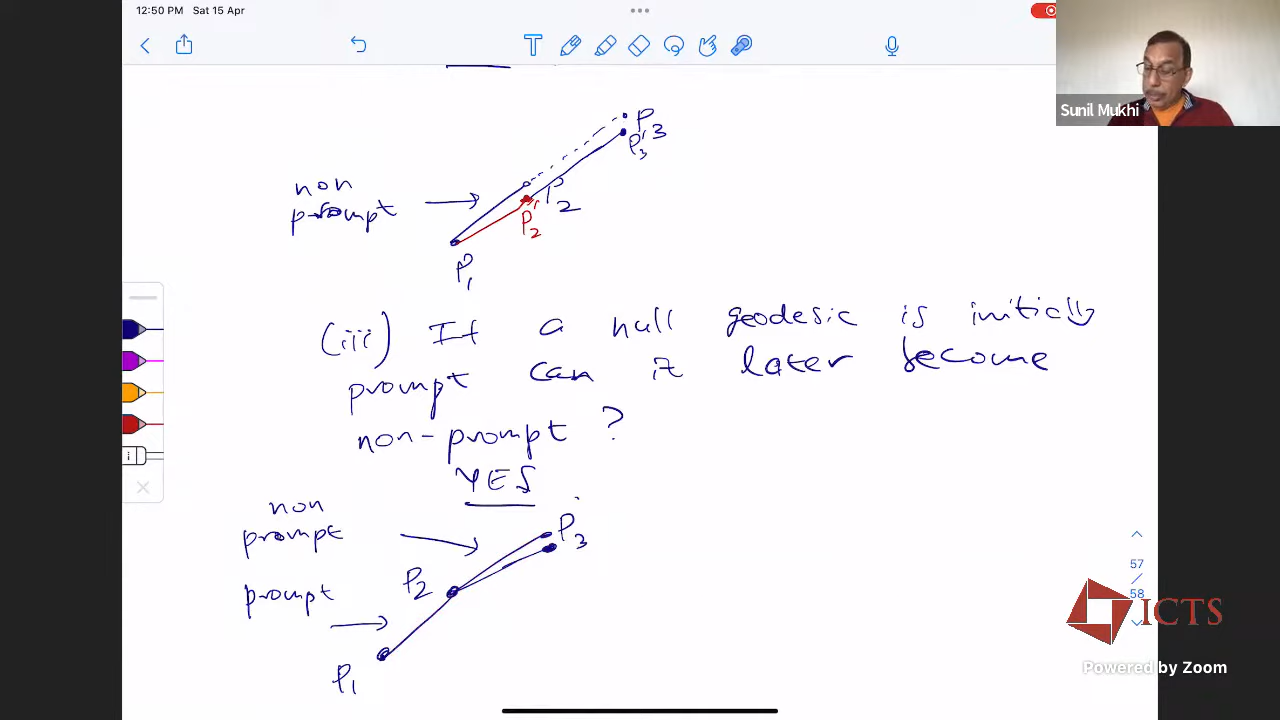 12:50 PM Sat 15 Apr
Sunil Mukhi
P3
P'3
non
prompt
P2
P'2
P1
(iii) If a null geodesic is initially
prompt can it later become
non-prompt ?
YES
non
prompt
P3
P2
prompt
P1
57
/
58
ICTS
Powered by Zoom